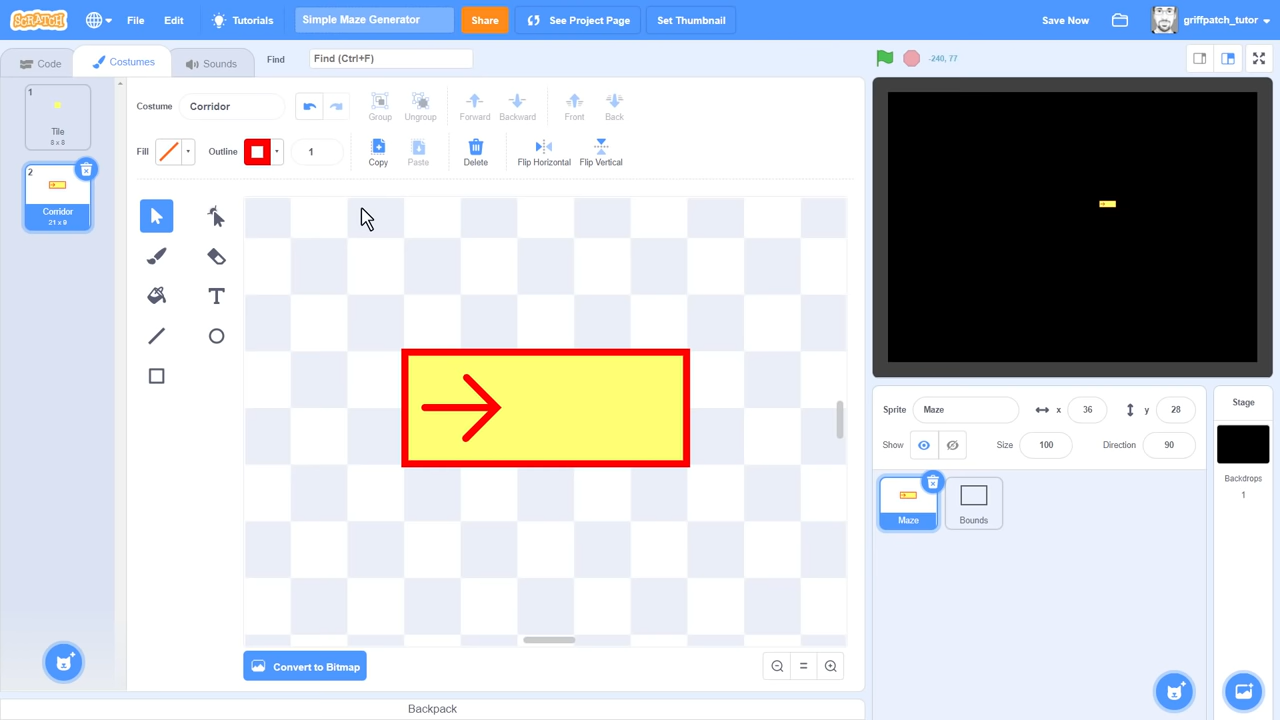 SCRATCH File Edit Tutorials Simple Maze Generator Share See Project Page Set Thumbnail Save Now griffpatch_tutor
Code Costumes Sounds Find Find (Ctrl+F) -240, 77
1
Tile
8 x 8
2
Corridor
21 x 9
Costume Corridor Group Ungroup Forward Backward Front Back
Fill Outline 1 Copy Paste Delete Flip Horizontal Flip Vertical
T
Convert to Bitmap
Sprite Maze x 36 y 28
Show Size 100 Direction 90
Maze
Bounds
Stage
Backdrops
1
Backpack